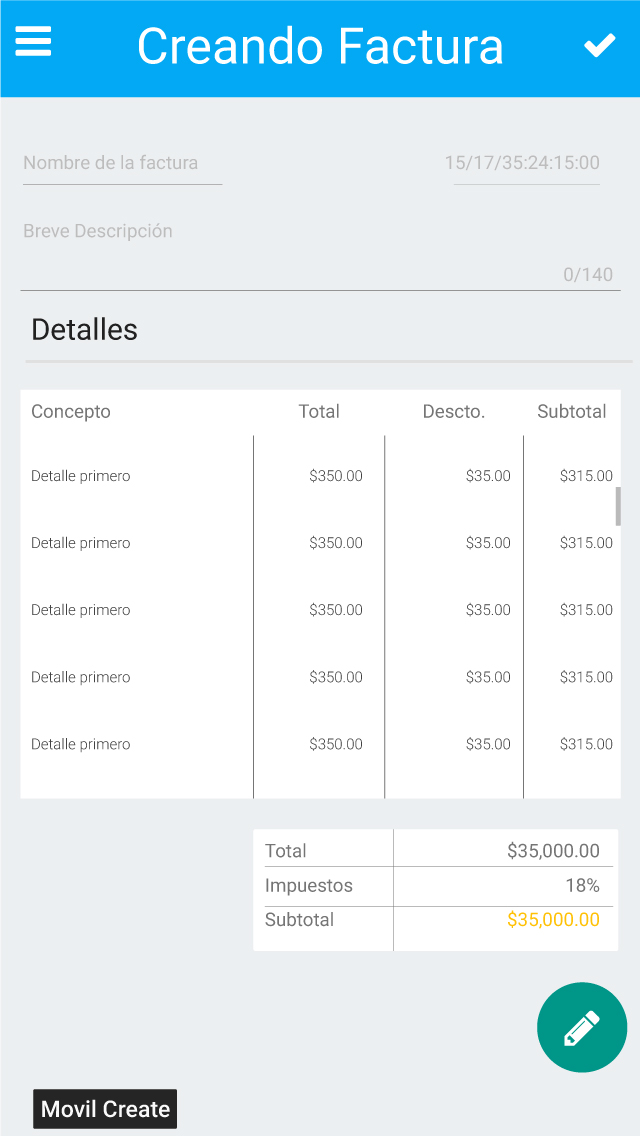 Creando Factura
Nombre de la factura 15/17/35:24:15:00
Breve Descripción
0/140
Detalles
Concepto Total Descto. Subtotal
Detalle primero $350.00 $35.00 $315.00
Detalle primero $350.00 $35.00 $315.00
Detalle primero $350.00 $35.00 $315.00
Detalle primero $350.00 $35.00 $315.00
Detalle primero $350.00 $35.00 $315.00
Total $35,000.00
Impuestos 18%
Subtotal $35,000.00
Movil Create